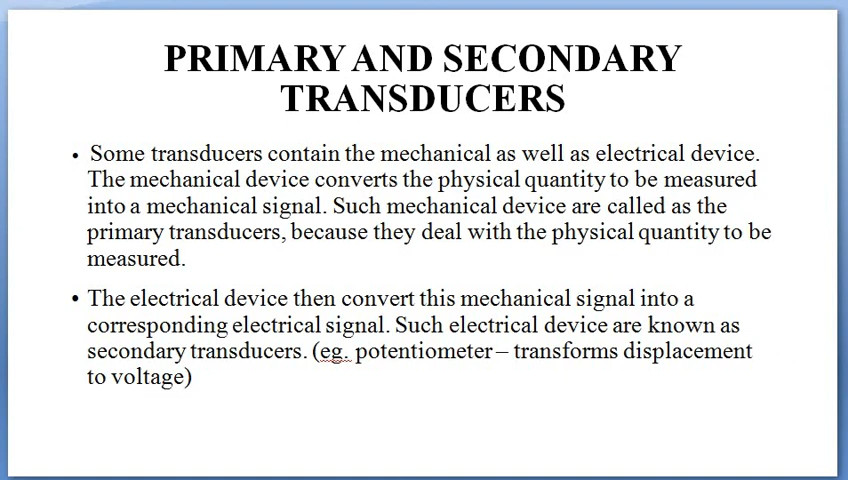 PRIMARY AND SECONDARY
TRANSDUCERS
• Some transducers contain the mechanical as well as electrical device.
The mechanical device converts the physical quantity to be measured
into a mechanical signal. Such mechanical device are called as the
primary transducers, because they deal with the physical quantity to be
measured.
• The electrical device then convert this mechanical signal into a
corresponding electrical signal. Such electrical device are known as
secondary transducers. (eg. potentiometer – transforms displacement
to voltage)